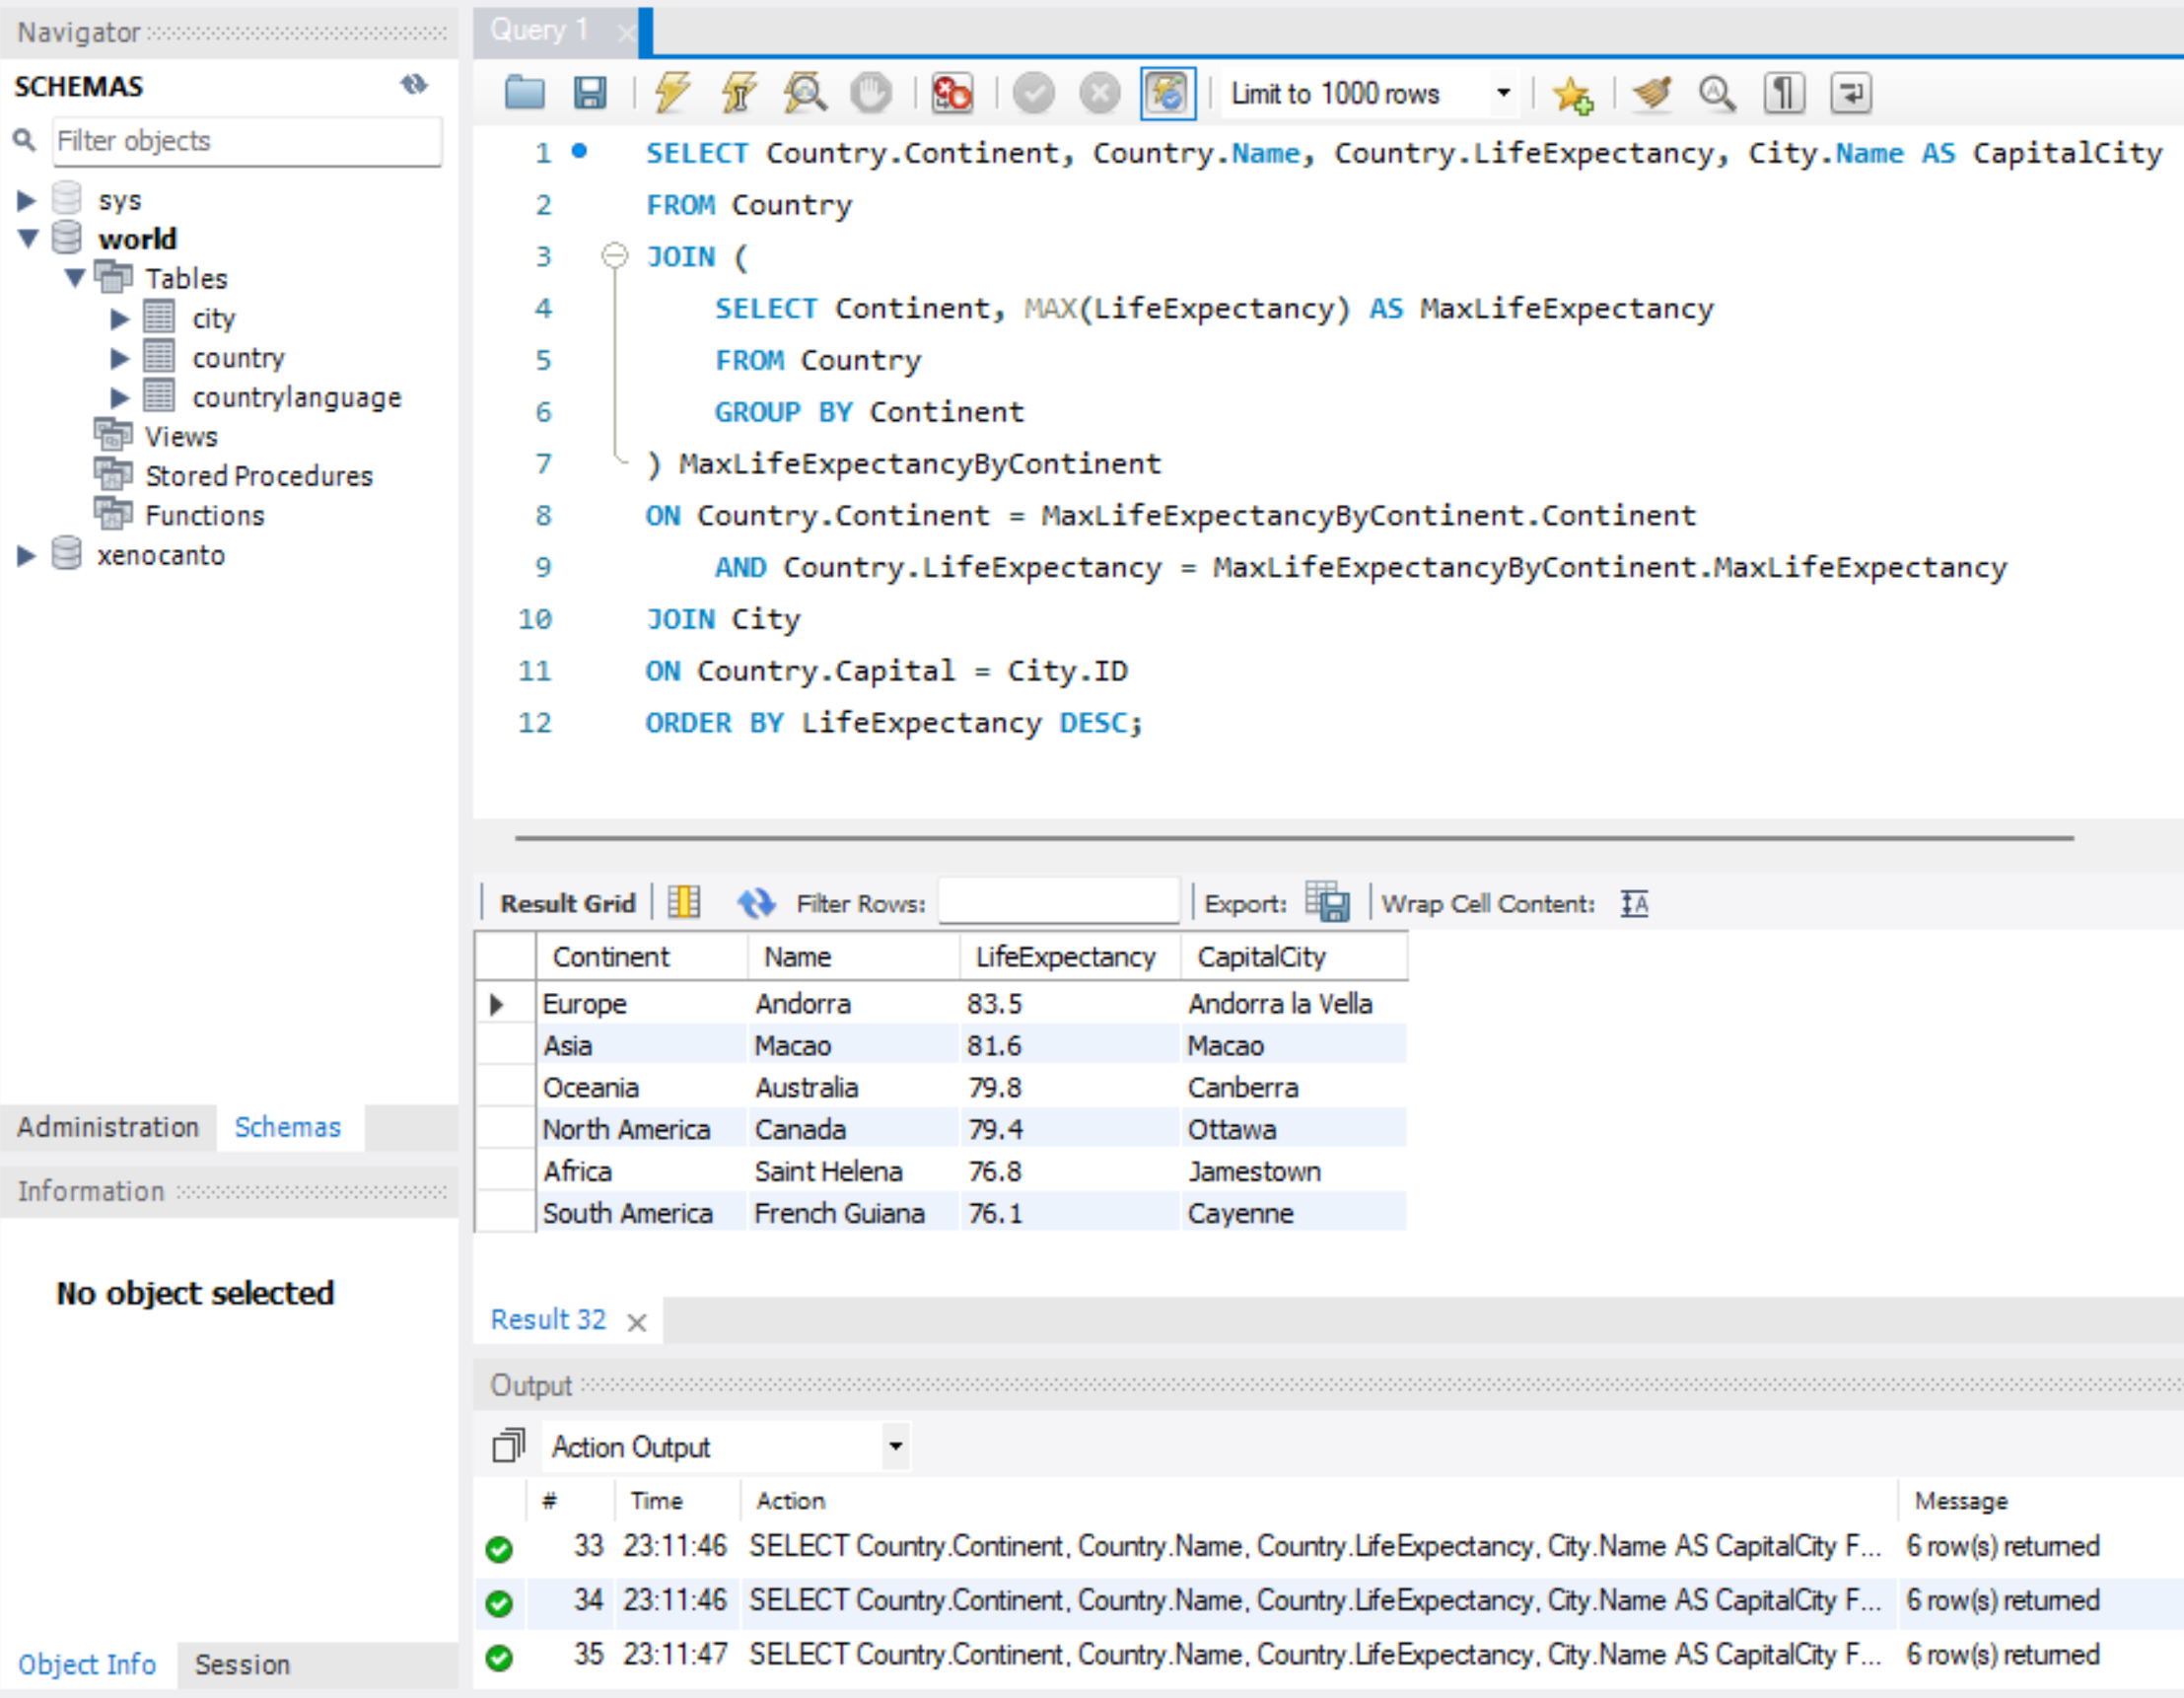 Navigator
SCHEMAS
Filter objects
sys
world
Tables
city
country
countrylanguage
Views
Stored Procedures
Functions
xenocanto
Administration Schemas
Information
No object selected
Object Info Session
Query 1
Limit to 1000 rows
1 SELECT Country.Continent, Country.Name, Country.LifeExpectancy, City.Name AS CapitalCity
2 FROM Country
3 JOIN (
4 SELECT Continent, MAX(LifeExpectancy) AS MaxLifeExpectancy
5 FROM Country
6 GROUP BY Continent
7 ) MaxLifeExpectancyByContinent
8 ON Country.Continent = MaxLifeExpectancyByContinent.Continent
9 AND Country.LifeExpectancy = MaxLifeExpectancyByContinent.MaxLifeExpectancy
10 JOIN City
11 ON Country.Capital = City.ID
12 ORDER BY LifeExpectancy DESC;
Result Grid Filter Rows: Export: Wrap Cell Content:
Continent Name LifeExpectancy CapitalCity
Europe Andorra 83.5 Andorra la Vella
Asia Macao 81.6 Macao
Oceania Australia 79.8 Canberra
North America Canada 79.4 Ottawa
Africa Saint Helena 76.8 Jamestown
South America French Guiana 76.1 Cayenne
Result 32
Output
Action Output
# Time Action Message
33 23:11:46 SELECT Country.Continent, Country.Name, Country.LifeExpectancy, City.Name AS CapitalCity F... 6 row(s) returned
34 23:11:46 SELECT Country.Continent, Country.Name, Country.LifeExpectancy, City.Name AS CapitalCity F... 6 row(s) returned
35 23:11:47 SELECT Country.Continent, Country.Name, Country.LifeExpectancy, City.Name AS CapitalCity F... 6 row(s) returned